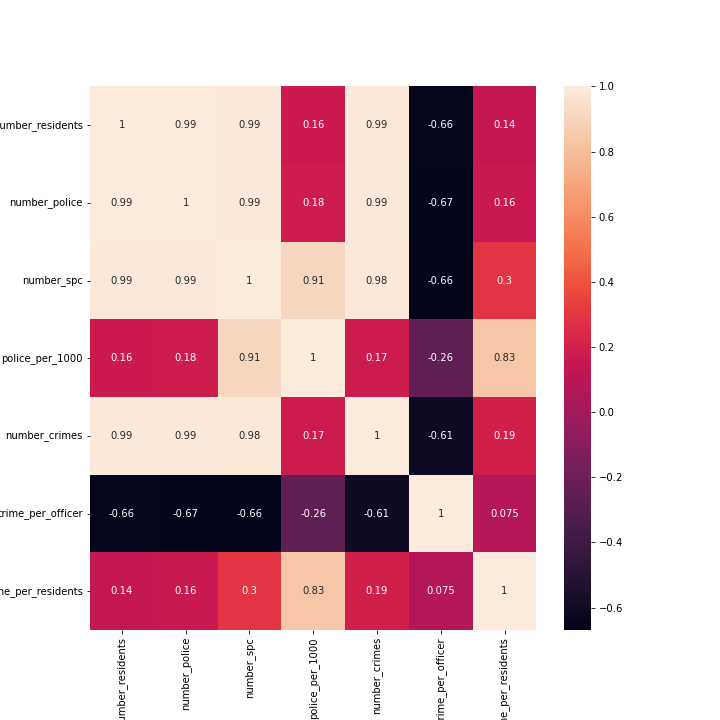 umber_residents 1 0.99 0.99 0.16 0.99 -0.66 0.14
number_police 0.99 1 0.99 0.18 0.99 -0.67 0.16
number_spc 0.99 0.99 1 0.91 0.98 -0.66 0.3
police_per_1000 0.16 0.18 0.91 1 0.17 -0.26 0.83
number_crimes 0.99 0.99 0.98 0.17 1 -0.61 0.19
crime_per_officer -0.66 -0.67 -0.66 -0.26 -0.61 1 0.075
ne_per_residents 0.14 0.16 0.3 0.83 0.19 0.075 1
umber_residents
number_police
number_spc
police_per_1000
number_crimes
rime_per_officer
ne_per_residents
1.0
0.8
0.6
0.4
0.2
0.0
−0.2
−0.4
−0.6